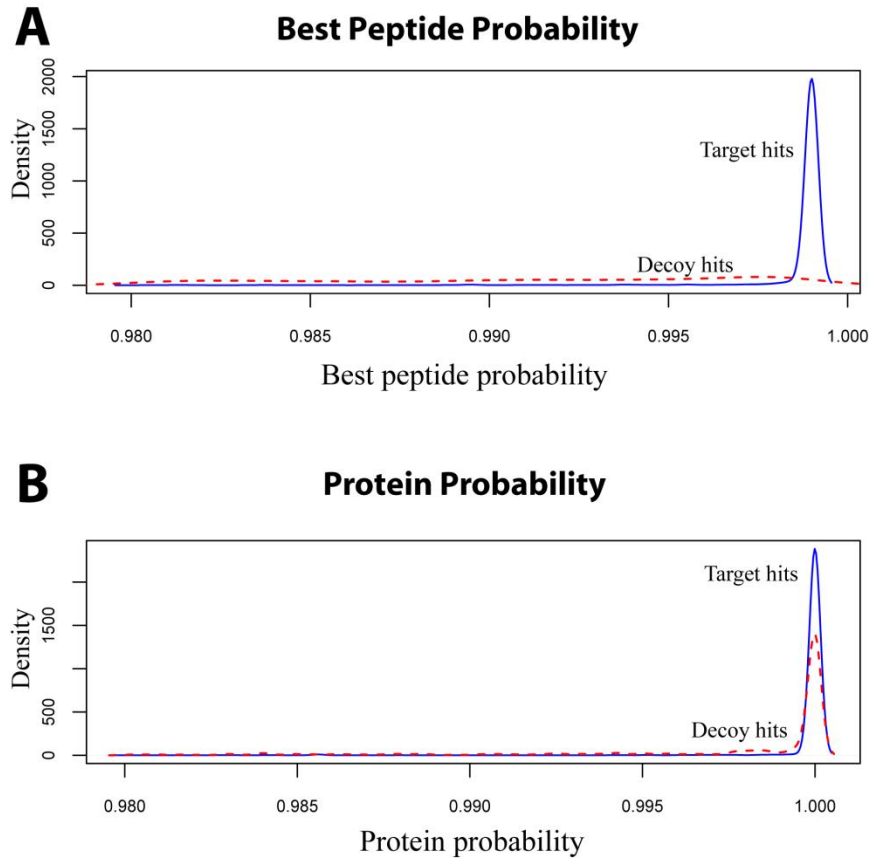 A
Best Peptide Probability
2000
1500
1000
500
0
Density
Target hits
Decoy hits
0.980 0.985 0.990 0.995 1.000
Best peptide probability
B
Protein Probability
1500
500
0
Density
Target hits
Decoy hits
0.980 0.985 0.990 0.995 1.000
Protein probability